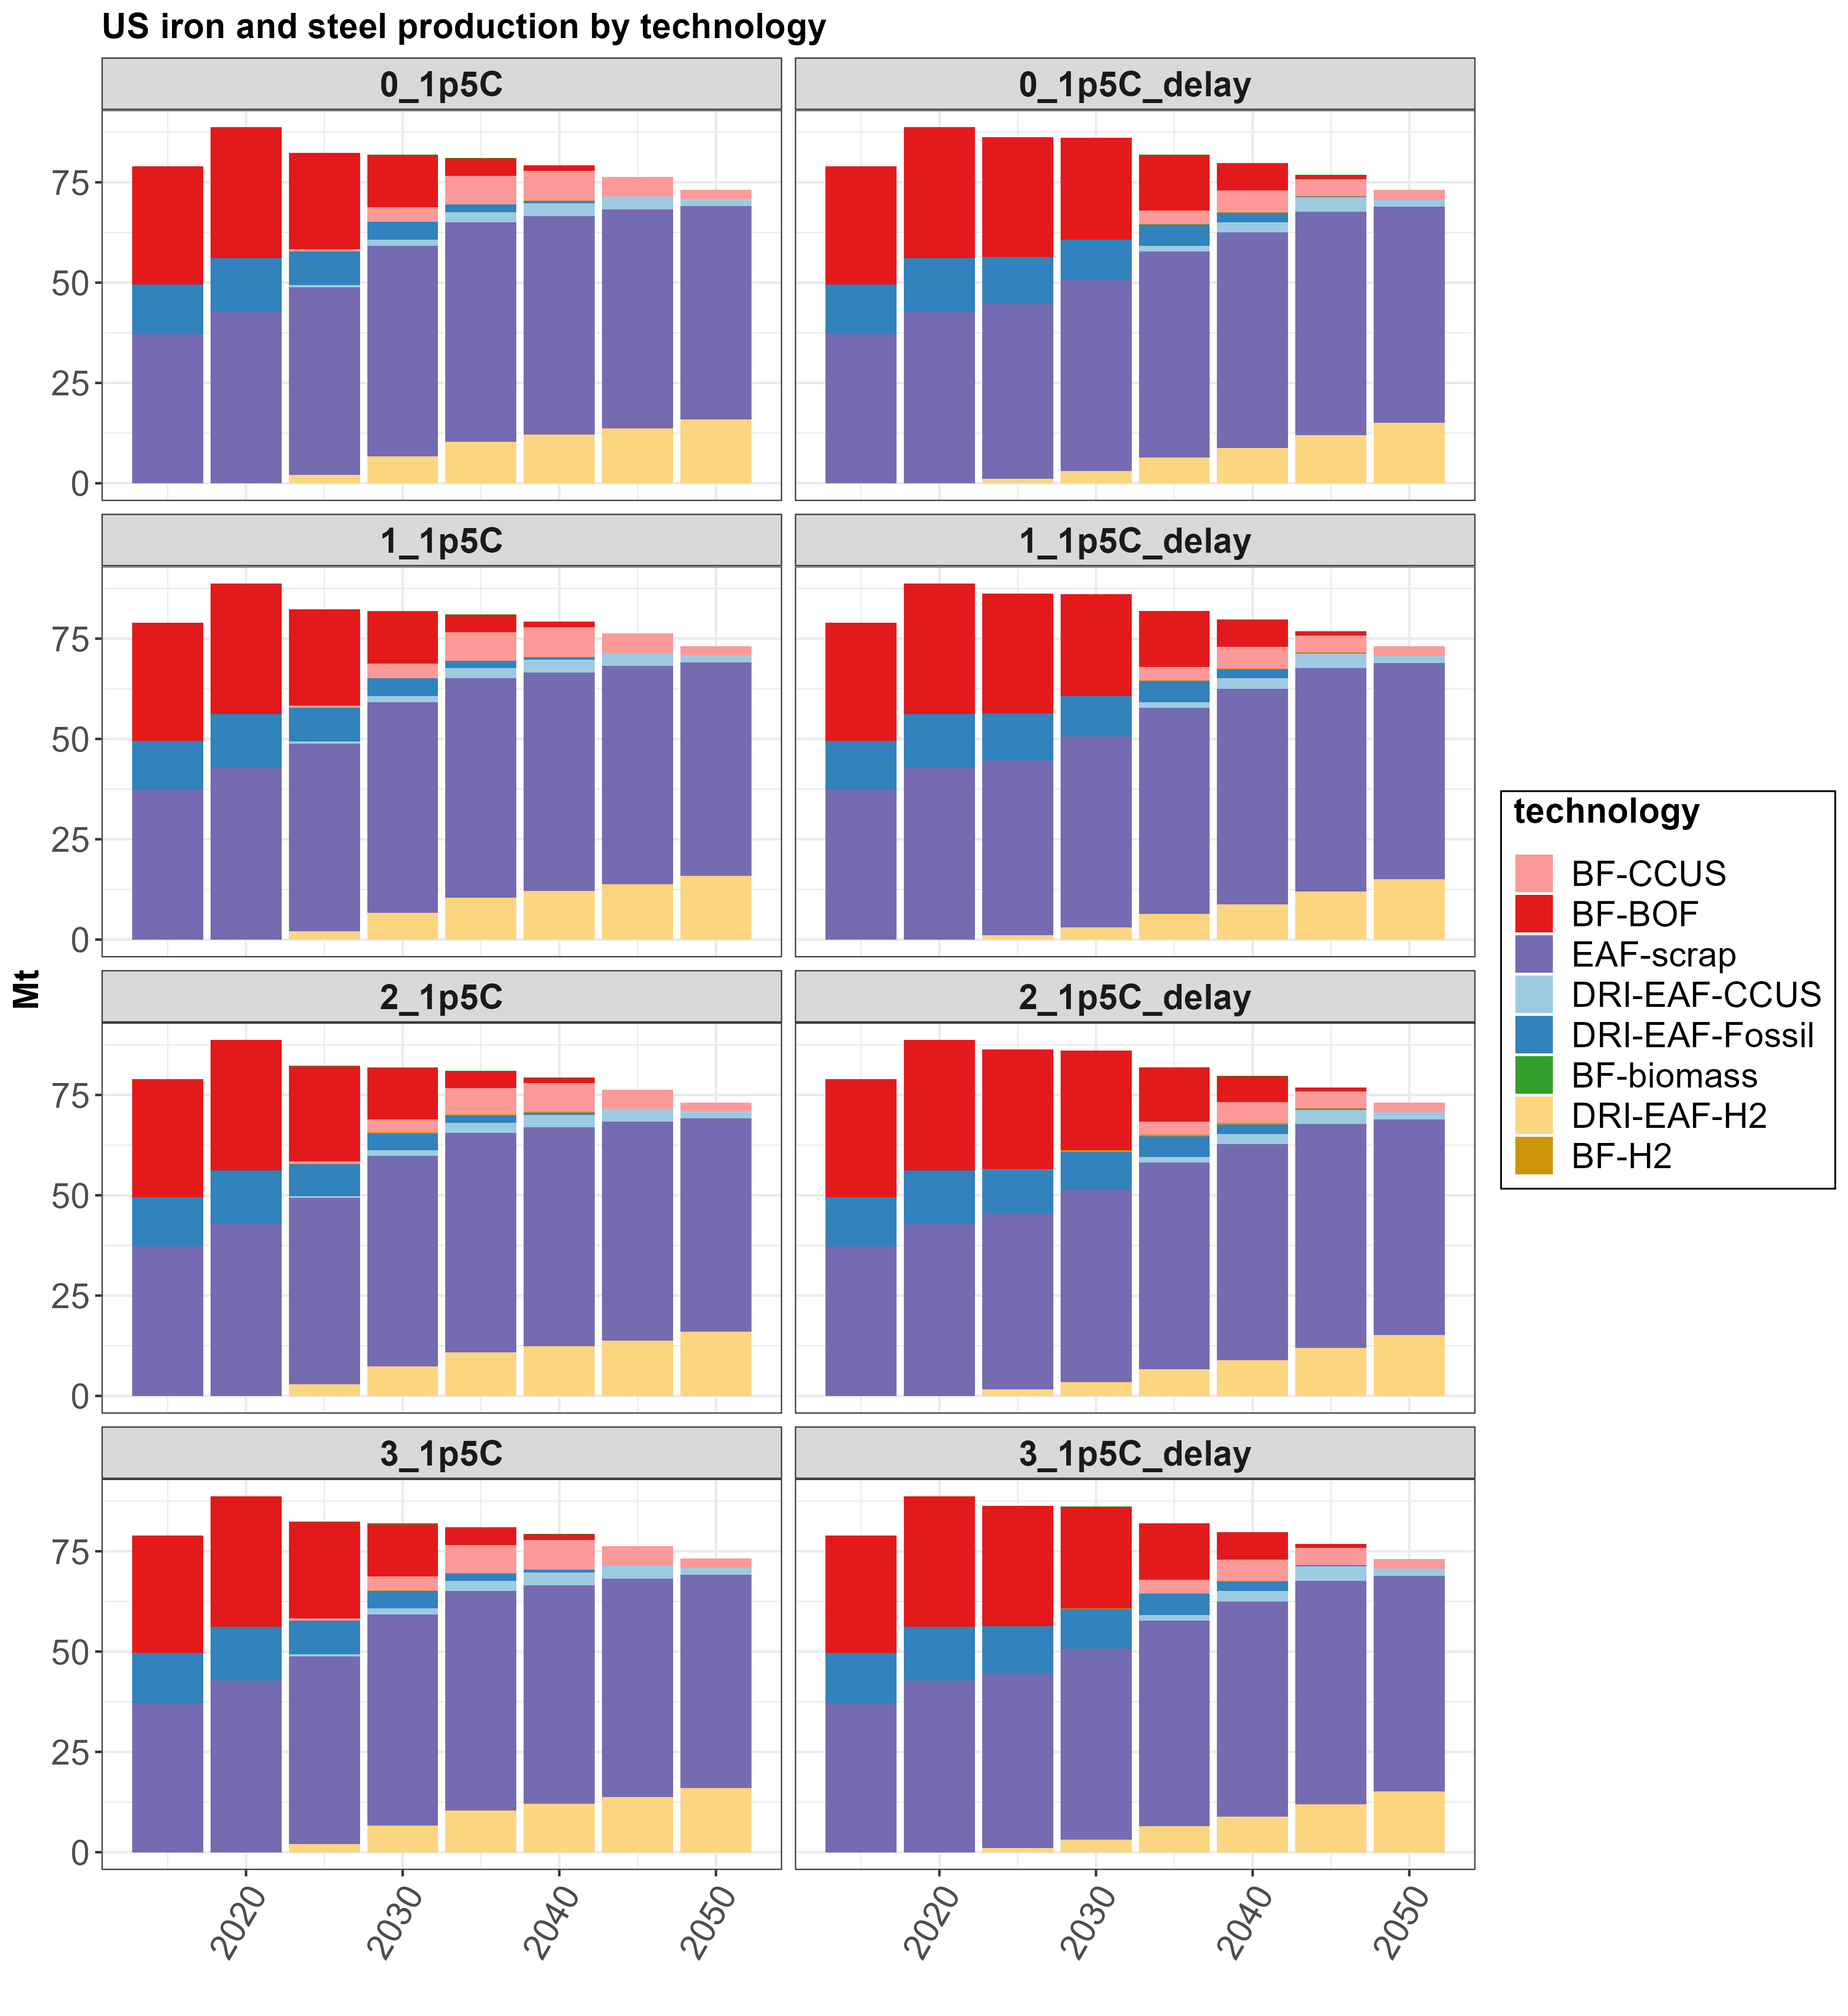 US iron and steel production by technology
0_1p5C
0_1p5C_delay
75
50
25
0
1_1p5C
1_1p5C_delay
75
50
25
0
Mt
2_1p5C
2_1p5C_delay
75
50
25
0
3_1p5C
3_1p5C_delay
75
50
25
0
2020
2030
2040
2050
2020
2030
2040
2050
technology
BF-CCUS
BF-BOF
EAF-scrap
DRI-EAF-CCUS
DRI-EAF-Fossil
BF-biomass
DRI-EAF-H2
BF-H2